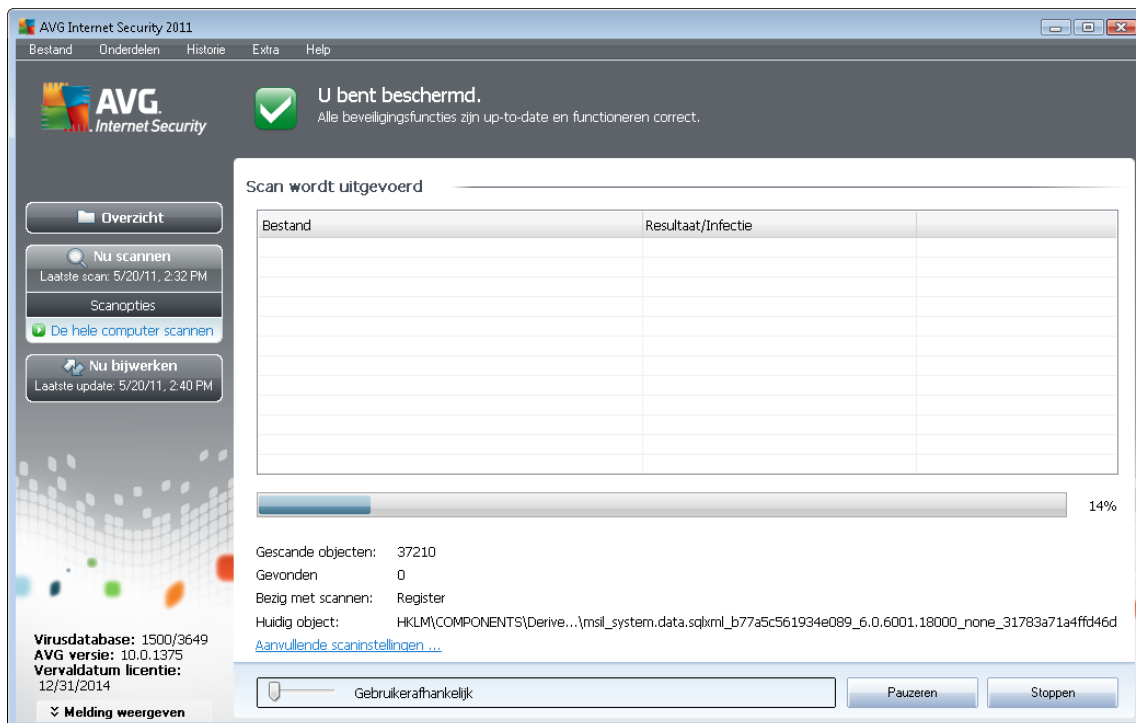 AVG Internet Security 2011
Bestand Onderdelen Historie Extra Help
AVG.
Internet Security
U bent beschermd.
Alle beveiligingsfuncties zijn up-to-date en functioneren correct.
Overzicht
Nu scannen
Laatste scan: 5/20/11, 2:32 PM
Scanopties
De hele computer scannen
Nu bijwerken
Laatste update: 5/20/11, 2:40 PM
Virusdatabase: 1500/3649
AVG versie: 10.0.1375
Vervaldatum licentie:
12/31/2014
Melding weergeven
Scan wordt uitgevoerd
Bestand Resultaat/Infectie
14%
Gescande objecten: 37210
Gevonden 0
Bezig met scannen: Register
Huidig object: HKLM\COMPONENTS\Derive...\msil_system.data.sqlxml_b77a5c561934e089_6.0.6001.18000_none_31783a71a4ffd46d
Aanvullende scaninstellingen ...
Gebruikerafhankelijk
Pauzeren Stoppen